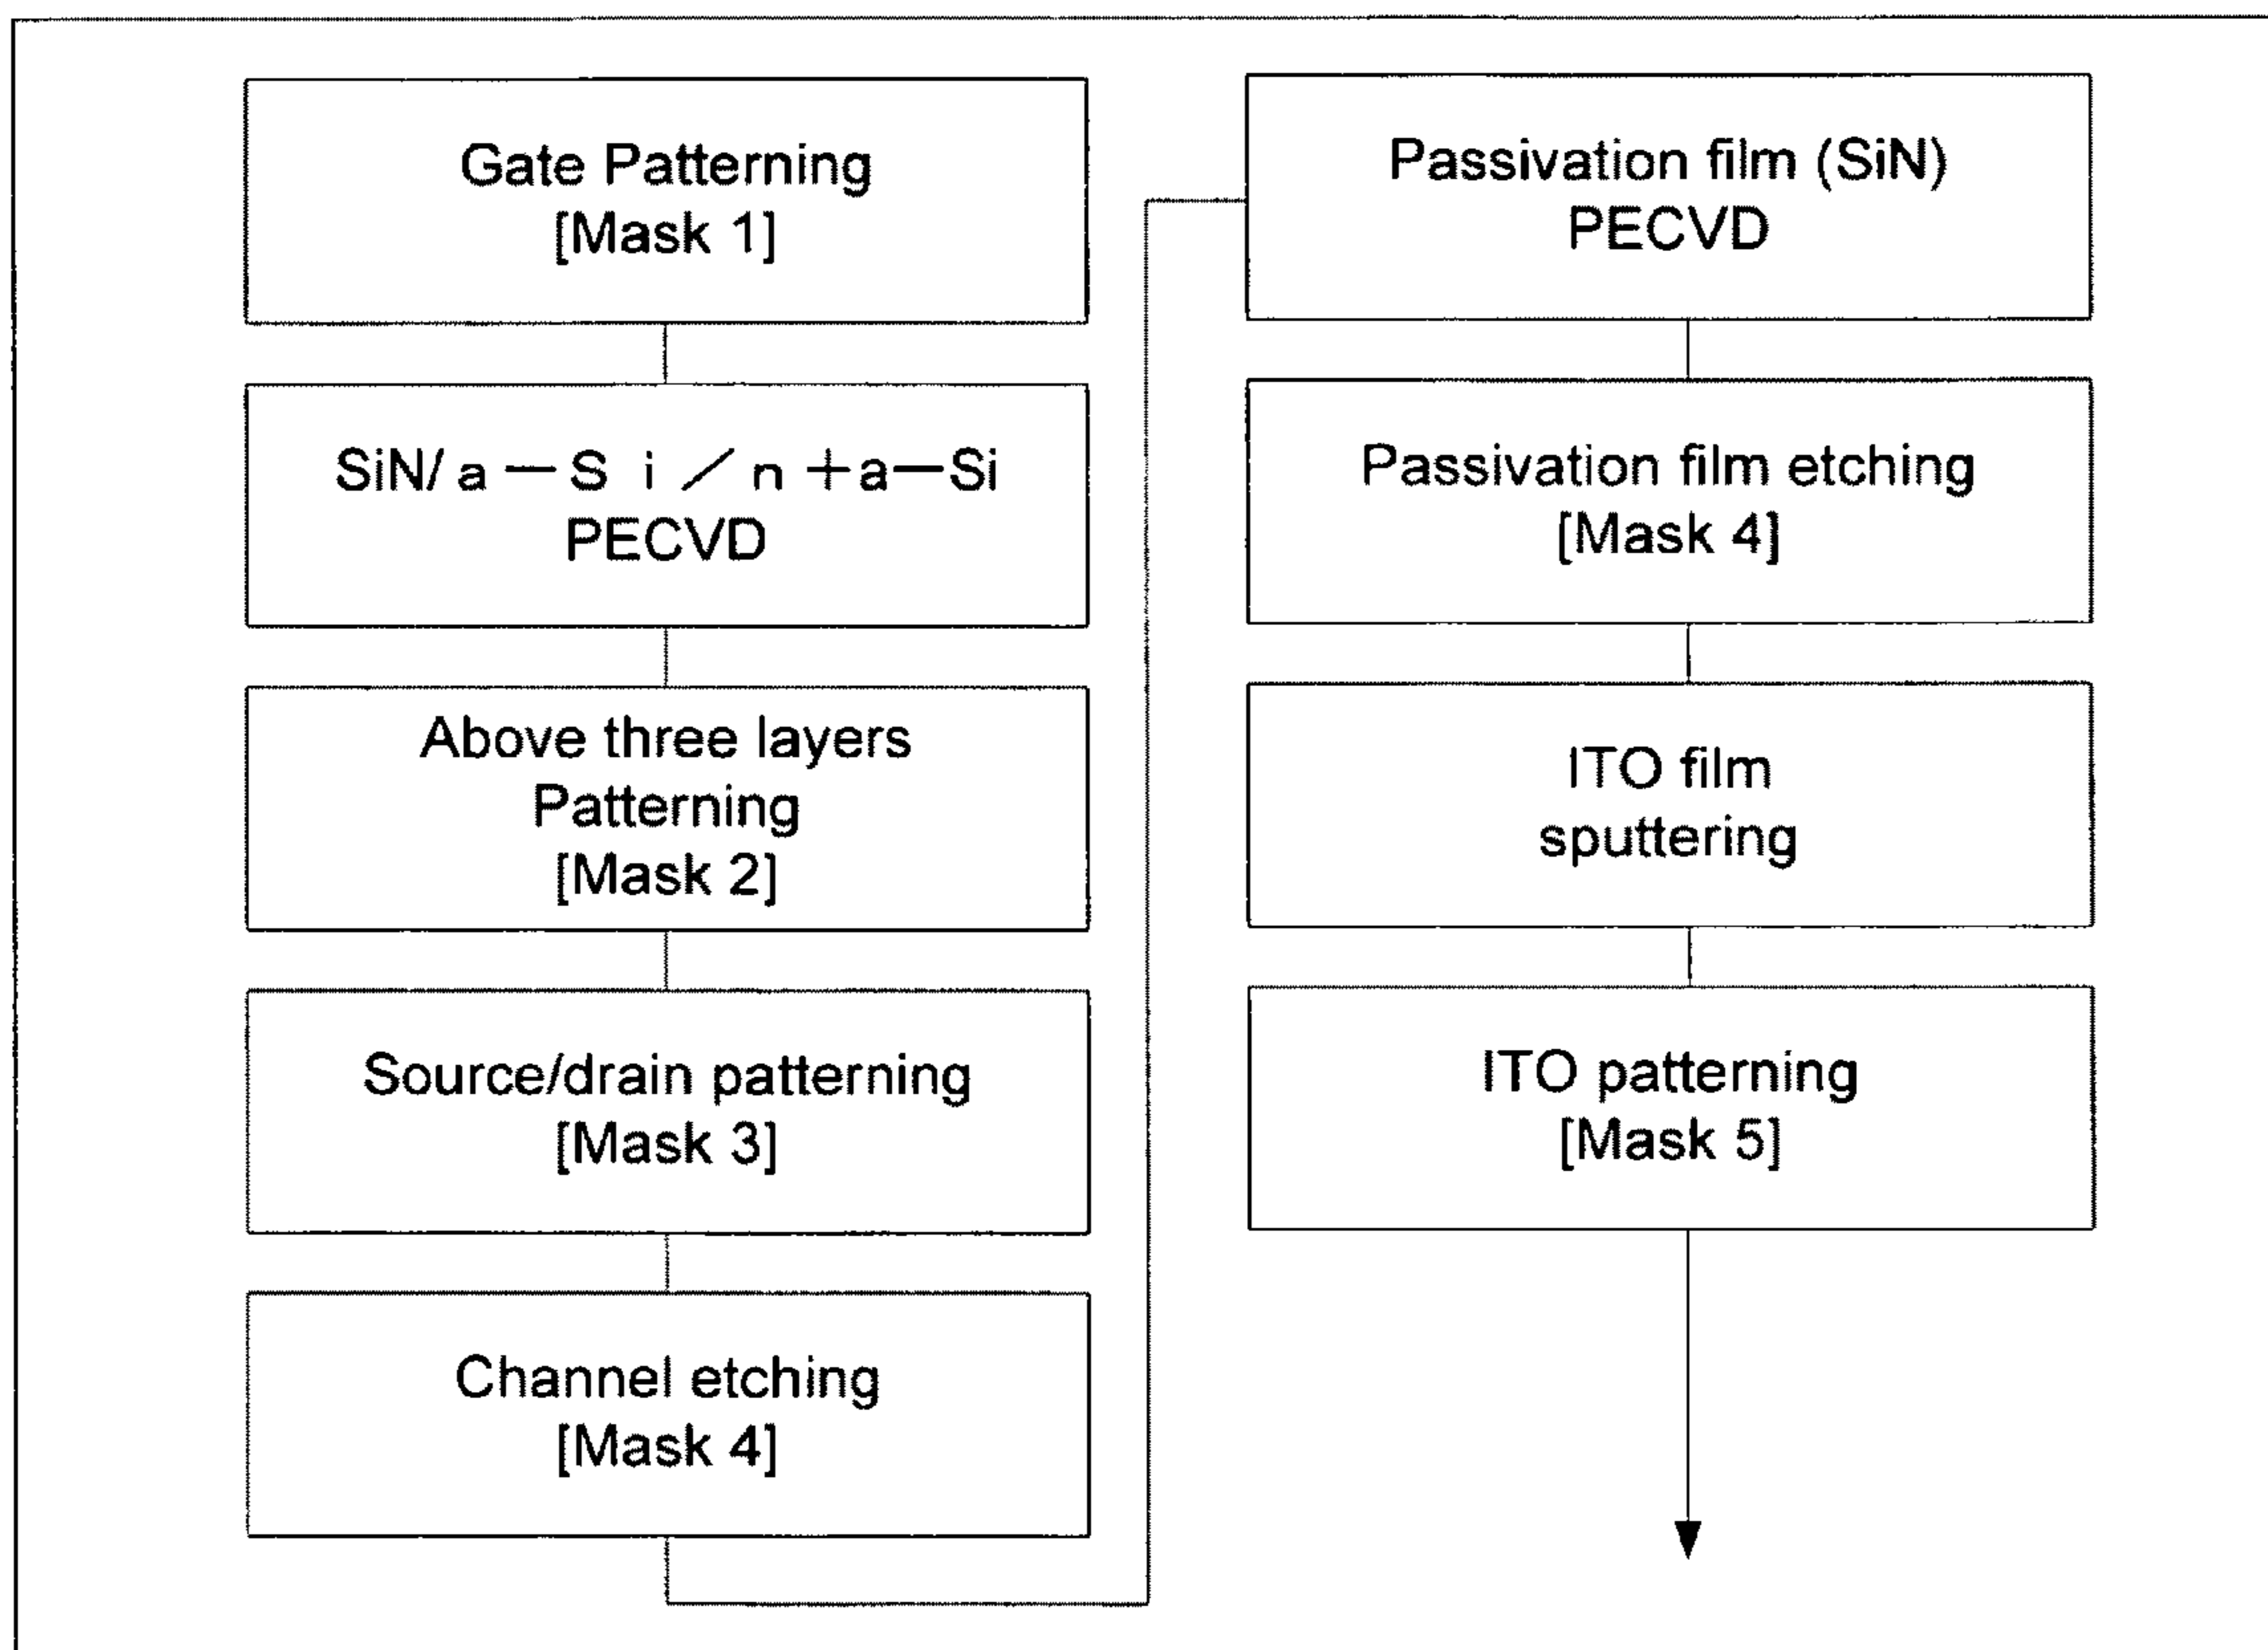 Gate Patterning
[Mask 1]
SiN/ a － S i ／ n ＋a－Si
PECVD
Above three layers
Patterning
[Mask 2]
Source/drain patterning
[Mask 3]
Channel etching
[Mask 4]
Passivation film (SiN)
PECVD
Passivation film etching
[Mask 4]
ITO film
sputtering
ITO patterning
[Mask 5]